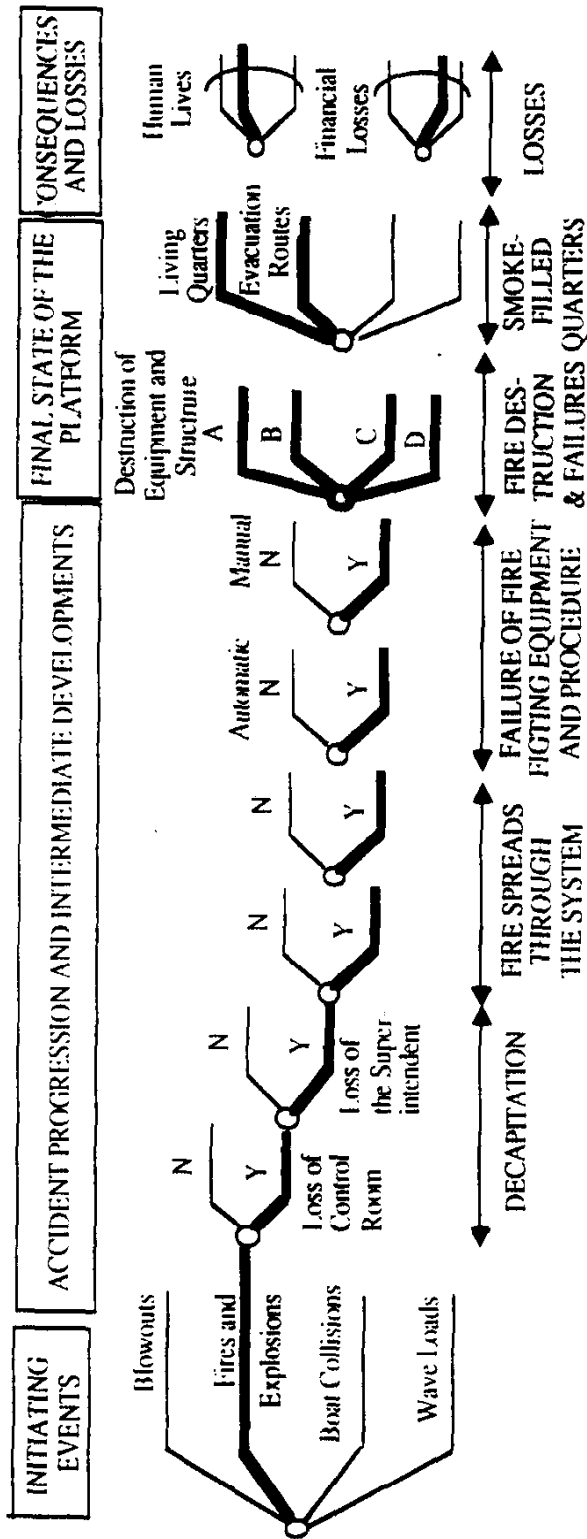 INITIATING
EVENTS
ACCIDENT PROGRESSION AND INTERMEDIATE DEVELOPMENTS
FINAL STATE OF THE
PLATFORM
'ONSEQUENCES
AND LOSSES
Blowouts
Fires and
Explosions
Boat Collisions
Wave Loads
N
Y
Loss of
Control
Room
N
Y
Loss of
the Super-
intendent
N
Y
N
Y
Automatic
N
Y
Manual
N
Y
Destruction of
Equipment and
Structure
A
B
C
D
Living
Quarters
Evacuation
Routes
Human
Lives
Financial
Losses
DECAPITATION
FIRE SPREADS
THROUGH
THE SYSTEM
FAILURE OF FIRE
FIGTING EQUIPMENT
AND PROCEDURE
FIRE DES-
TRUCTION
& FAILURES
SMOKE-
FILLED
QUARTERS
LOSSES